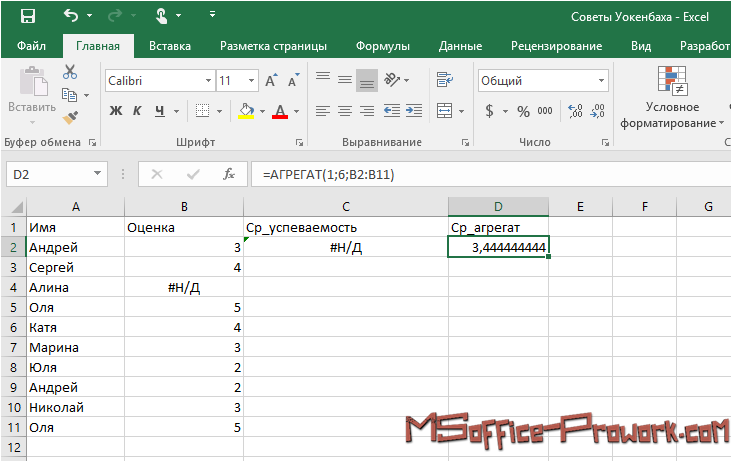 Советы Уокенбаха - Excel
Файл Главная Вставка Разметка страницы Формулы Данные Рецензирование Вид Разработ
Вставить
Calibri 11
Ж К Ч А
Общий
$ % 000
Условное
форматирование
Буфер обмена Шрифт Выравнивание Число
D2 fx =АГРЕГАТ(1;6;B2:B11)
A B C D E F G
1 Имя Оценка Ср_успеваемость Ср_агрегат
2 Андрей 3 #Н/Д 3,444444444
3 Сергей 4
4 Алина #Н/Д
5 Оля 5
6 Катя 4
7 Марина 3
8 Юля 2
9 Андрей 2
10 Николай 3
11 Оля 5
12
MSoffice-Prowork.com